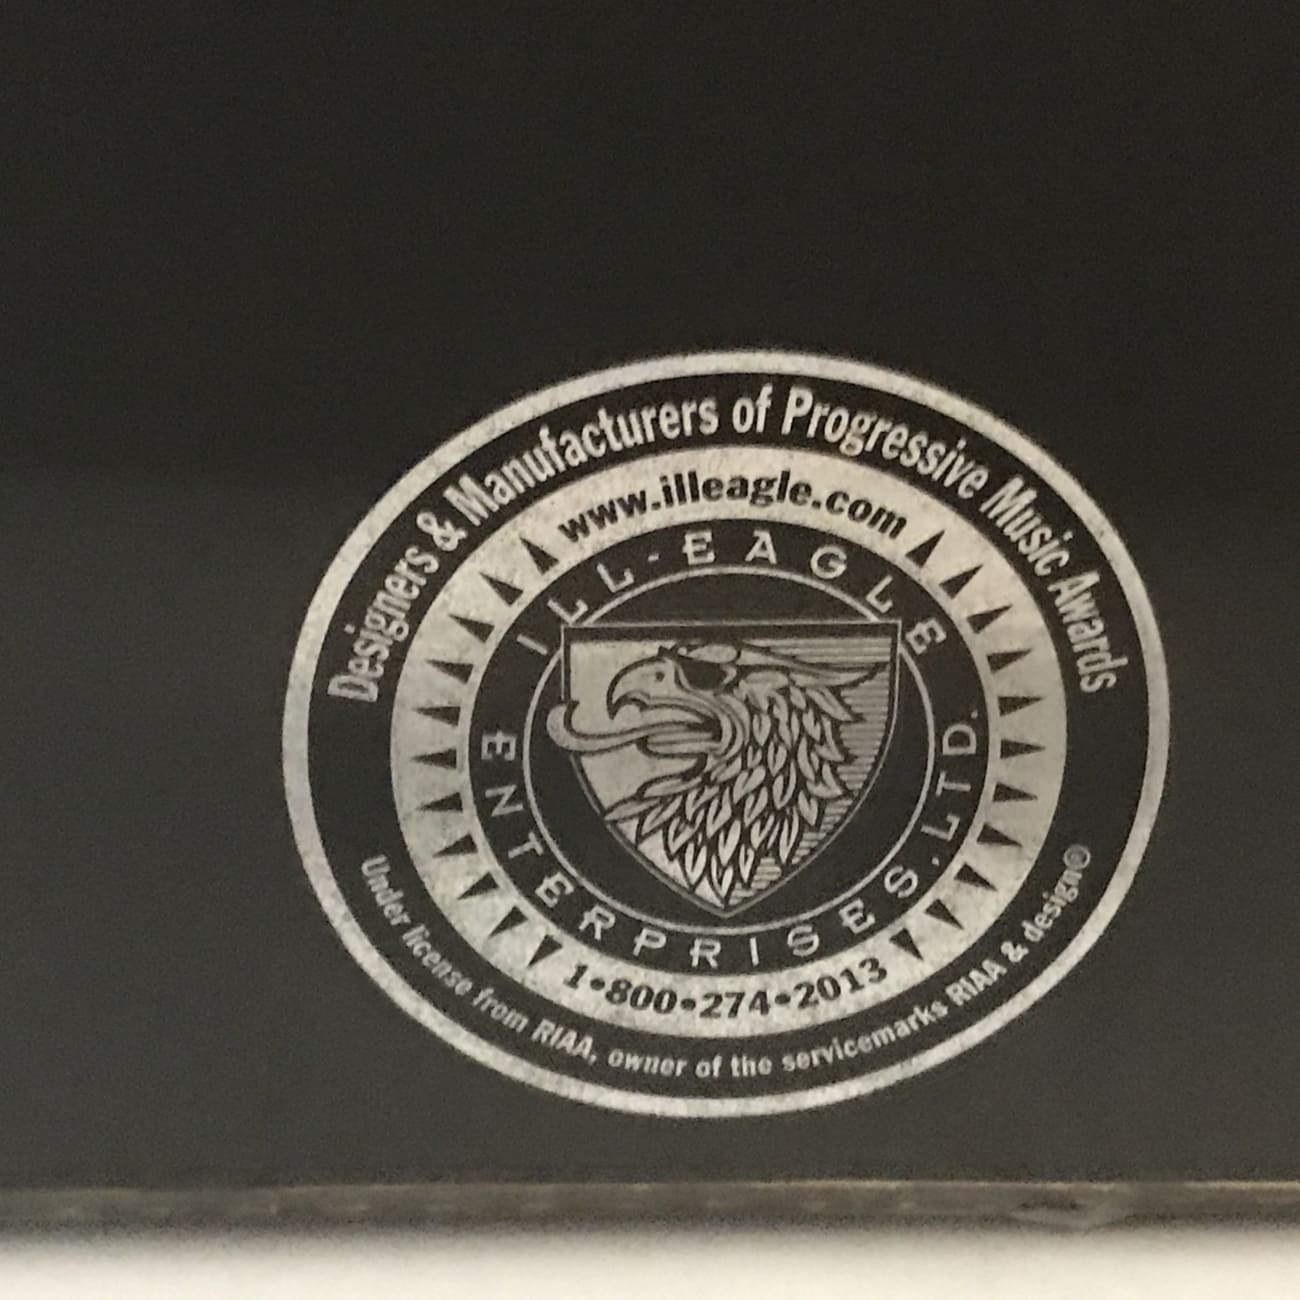 Designers & Manufacturers of Progressive Music Awards
www.illeagle.com
ILL-EAGLE
ENTERPRISES, LTD.
1•800•274•2013
Under license from RIAA, owner of the servicemarks RIAA & design®